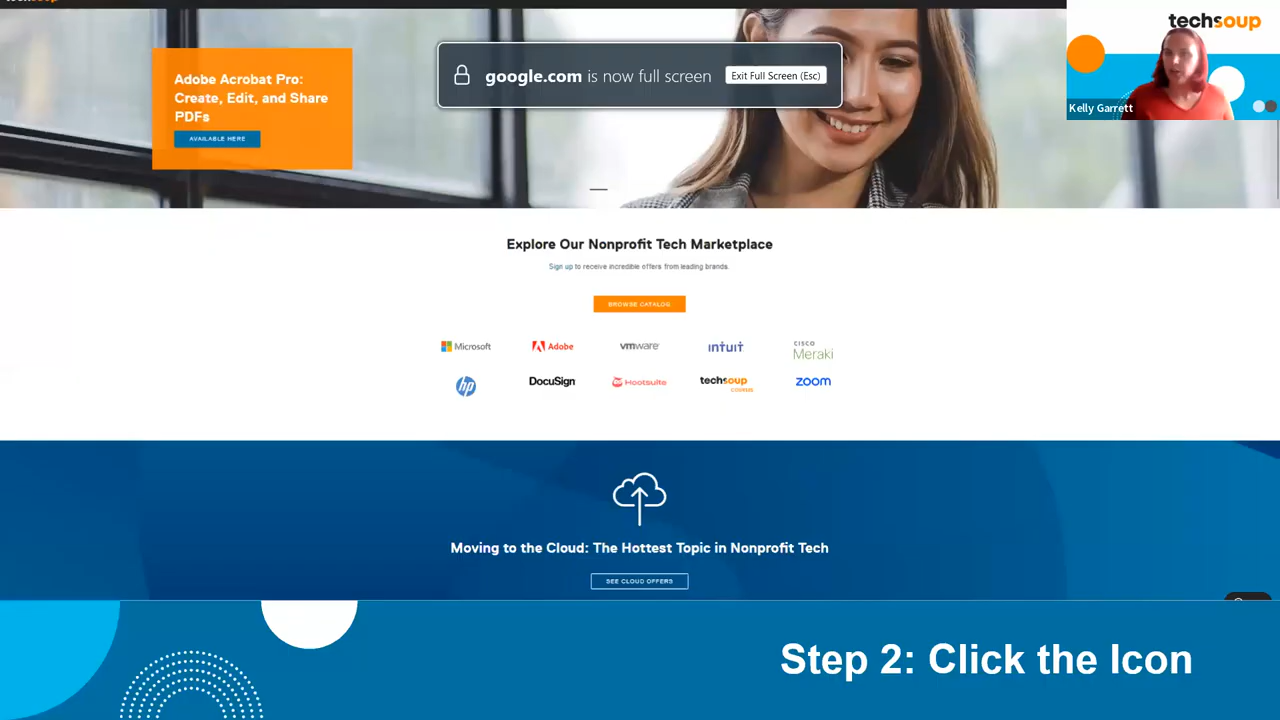 techsoup
Adobe Acrobat Pro:
Create, Edit, and Share
PDFs
AVAILABLE HERE
google.com is now full screen
Exit Full Screen (Esc)
techsoup
Kelly Garrett
Explore Our Nonprofit Tech Marketplace
Sign up to receive incredible offers from leading brands.
BROWSE CATALOG
Microsoft
Adobe
vmware
intuit
CISCO
Meraki
hp
DocuSign
Hootsuite
techsoup
COURSES
zoom
Moving to the Cloud: The Hottest Topic in Nonprofit Tech
SEE CLOUD OFFERS
Step 2: Click the Icon